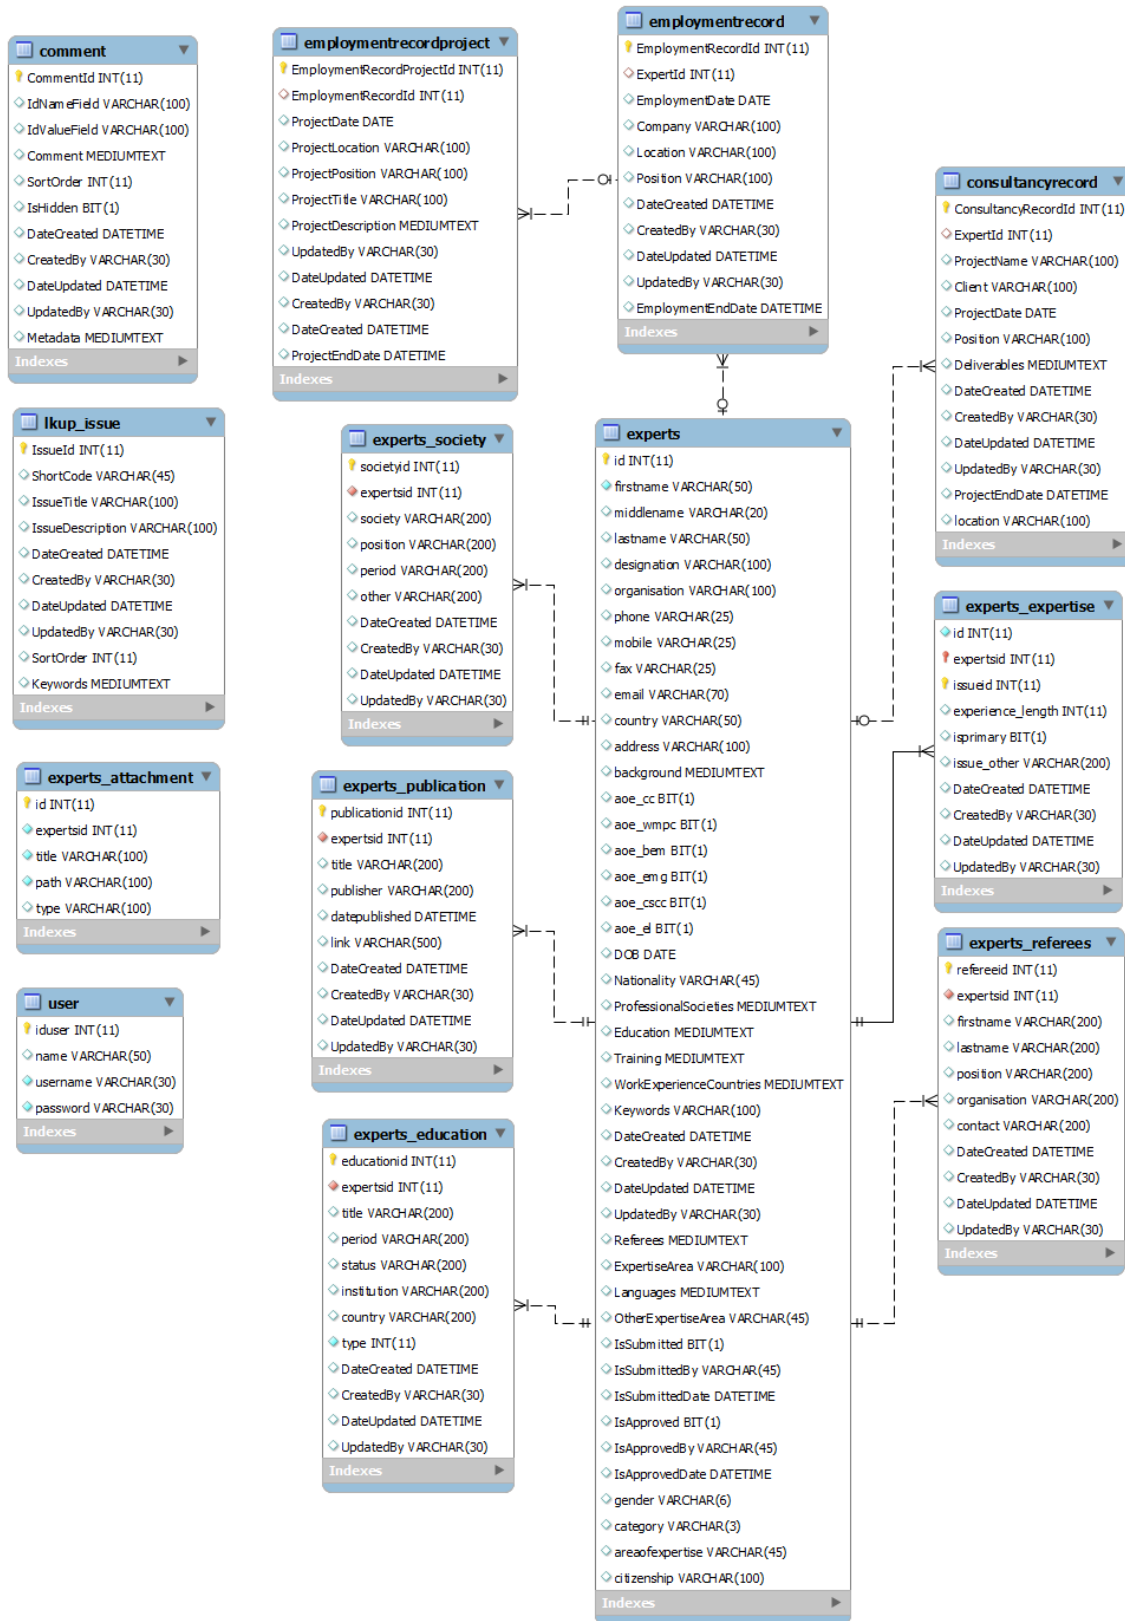 comment
CommentId INT(11)
IdNameField VARCHAR(100)
IdValueField VARCHAR(100)
Comment MEDIUMTEXT
SortOrder INT(11)
IsHidden BIT(1)
DateCreated DATETIME
CreatedBy VARCHAR(30)
DateUpdated DATETIME
UpdatedBy VARCHAR(30)
Metadata MEDIUMTEXT
Indexes
employmentrecordproject
EmploymentRecordProjectId INT(11)
EmploymentRecordId INT(11)
ProjectDate DATE
ProjectLocation VARCHAR(100)
ProjectPosition VARCHAR(100)
ProjectTitle VARCHAR(100)
ProjectDescription MEDIUMTEXT
UpdatedBy VARCHAR(30)
DateUpdated DATETIME
CreatedBy VARCHAR(30)
DateCreated DATETIME
ProjectEndDate DATETIME
Indexes
employmentrecord
EmploymentRecordId INT(11)
ExpertId INT(11)
EmploymentDate DATE
Company VARCHAR(100)
Location VARCHAR(100)
Position VARCHAR(100)
DateCreated DATETIME
CreatedBy VARCHAR(30)
DateUpdated DATETIME
UpdatedBy VARCHAR(30)
EmploymentEndDate DATETIME
Indexes
consultancyrecord
ConsultancyRecordId INT(11)
ExpertId INT(11)
ProjectName VARCHAR(100)
Client VARCHAR(100)
ProjectDate DATE
Position VARCHAR(100)
Deliverables MEDIUMTEXT
DateCreated DATETIME
CreatedBy VARCHAR(30)
DateUpdated DATETIME
UpdatedBy VARCHAR(30)
ProjectEndDate DATETIME
location VARCHAR(100)
Indexes
lkup_issue
IssueId INT(11)
ShortCode VARCHAR(45)
IssueTitle VARCHAR(100)
IssueDescription VARCHAR(100)
DateCreated DATETIME
CreatedBy VARCHAR(30)
DateUpdated DATETIME
UpdatedBy VARCHAR(30)
SortOrder INT(11)
Keywords MEDIUMTEXT
Indexes
experts_society
societyid INT(11)
expertsid INT(11)
society VARCHAR(200)
position VARCHAR(200)
period VARCHAR(200)
other VARCHAR(200)
DateCreated DATETIME
CreatedBy VARCHAR(30)
DateUpdated DATETIME
UpdatedBy VARCHAR(30)
Indexes
experts
id INT(11)
firstname VARCHAR(50)
middlename VARCHAR(20)
lastname VARCHAR(50)
designation VARCHAR(100)
organisation VARCHAR(100)
phone VARCHAR(25)
mobile VARCHAR(25)
fax VARCHAR(25)
email VARCHAR(70)
country VARCHAR(50)
address VARCHAR(100)
background MEDIUMTEXT
aoe_cc BIT(1)
aoe_wmpc BIT(1)
aoe_bem BIT(1)
aoe_emg BIT(1)
aoe_cscc BIT(1)
aoe_el BIT(1)
DOB DATE
Nationality VARCHAR(45)
ProfessionalSocieties MEDIUMTEXT
Education MEDIUMTEXT
Training MEDIUMTEXT
WorkExperienceCountries MEDIUMTEXT
Keywords VARCHAR(100)
DateCreated DATETIME
CreatedBy VARCHAR(30)
DateUpdated DATETIME
UpdatedBy VARCHAR(30)
Referees MEDIUMTEXT
ExpertiseArea VARCHAR(100)
Languages MEDIUMTEXT
OtherExpertiseArea VARCHAR(45)
IsSubmitted BIT(1)
IsSubmittedBy VARCHAR(45)
IsSubmittedDate DATETIME
IsApproved BIT(1)
IsApprovedBy VARCHAR(45)
IsApprovedDate DATETIME
gender VARCHAR(6)
category VARCHAR(3)
areaofexpertise VARCHAR(45)
citizenship VARCHAR(100)
Indexes
experts_expertise
id INT(11)
expertsid INT(11)
issueid INT(11)
experience_length INT(11)
isprimary BIT(1)
issue_other VARCHAR(200)
DateCreated DATETIME
CreatedBy VARCHAR(30)
DateUpdated DATETIME
UpdatedBy VARCHAR(30)
Indexes
experts_attachment
id INT(11)
expertsid INT(11)
title VARCHAR(100)
path VARCHAR(100)
type VARCHAR(100)
Indexes
experts_publication
publicationid INT(11)
expertsid INT(11)
title VARCHAR(200)
publisher VARCHAR(200)
datepublished DATETIME
link VARCHAR(500)
DateCreated DATETIME
CreatedBy VARCHAR(30)
DateUpdated DATETIME
UpdatedBy VARCHAR(30)
Indexes
experts_referees
refereeid INT(11)
expertsid INT(11)
firstname VARCHAR(200)
lastname VARCHAR(200)
position VARCHAR(200)
organisation VARCHAR(200)
contact VARCHAR(200)
DateCreated DATETIME
CreatedBy VARCHAR(30)
DateUpdated DATETIME
UpdatedBy VARCHAR(30)
Indexes
user
iduser INT(11)
name VARCHAR(50)
username VARCHAR(30)
password VARCHAR(30)
Indexes
experts_education
educationid INT(11)
expertsid INT(11)
title VARCHAR(200)
period VARCHAR(200)
status VARCHAR(200)
institution VARCHAR(200)
country VARCHAR(200)
type INT(11)
DateCreated DATETIME
CreatedBy VARCHAR(30)
DateUpdated DATETIME
UpdatedBy VARCHAR(30)
Indexes